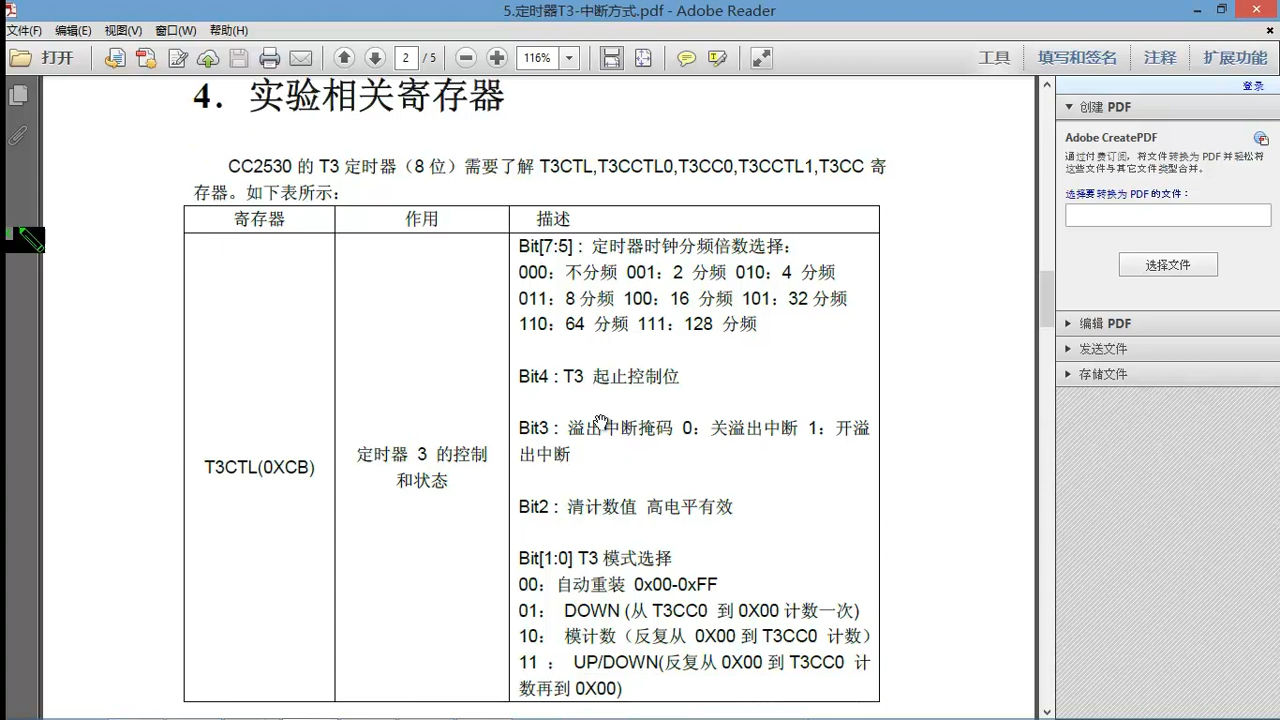 5.定时器T3-中断方式.pdf - Adobe Reader
文件(F) 编辑(E) 视图(V) 窗口(W) 帮助(H)
打开 2 / 5 116% 工具 填写和签名 注释 扩展功能
登录
创建 PDF
Adobe CreatePDF
通过付费订阅，将文件转换为 PDF 并轻松将这些文件与其它文件类型合并。
选择要转换为 PDF 的文件：
选择文件
编辑 PDF
发送文件
存储文件
4. 实验相关寄存器
CC2530 的 T3 定时器（8 位）需要了解 T3CTL,T3CCTL0,T3CC0,T3CCTL1,T3CC 寄
存器。如下表所示：
寄存器 作用 描述
T3CTL(0XCB)
定时器 3 的控制
和状态
Bit[7:5]：定时器时钟分频倍数选择：
000：不分频 001：2 分频 010：4 分频
011：8 分频 100：16 分频 101：32 分频
110：64 分频 111：128 分频
Bit4 : T3 起止控制位
Bit3 : 溢出中断掩码 0：关溢出中断 1：开溢
出中断
Bit2 : 清计数值 高电平有效
Bit[1:0] T3 模式选择
00：自动重装 0x00-0xFF
01： DOWN (从 T3CC0 到 0X00 计数一次)
10： 模计数（反复从 0X00 到 T3CC0 计数）
11 ： UP/DOWN(反复从 0X00 到 T3CC0 计
数再到 0X00)